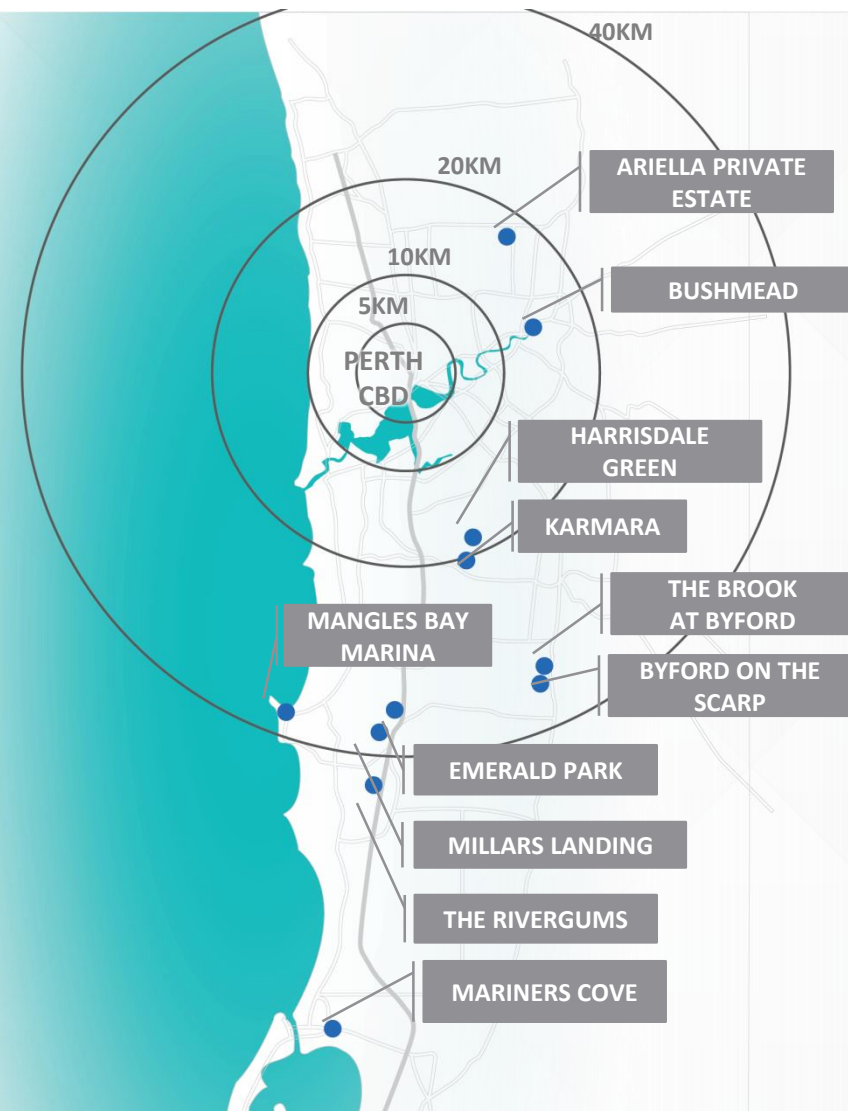 40KM
20KM
ARIELLA PRIVATE
ESTATE
10KM
BUSHMEAD
5KM
PERTH
CBD
HARRISDALE
GREEN
KARMARA
THE BROOK
AT BYFORD
MANGLES BAY
MARINA
BYFORD ON THE
SCARP
EMERALD PARK
MILLARS LANDING
THE RIVERGUMS
MARINERS COVE